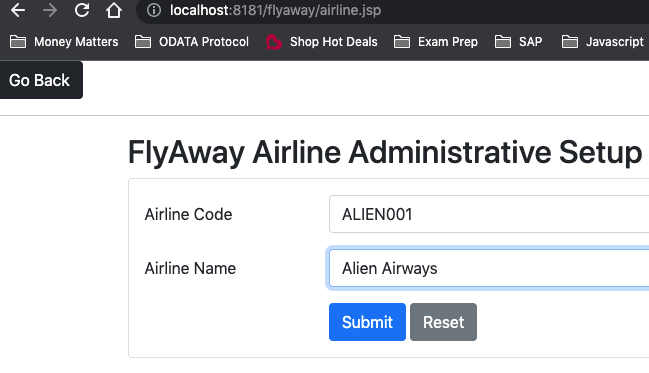 localhost:8181/flyaway/airline.jsp
Money Matters ODATA Protocol Shop Hot Deals Exam Prep SAP Javascript
Go Back
FlyAway Airline Administrative Setup
Airline Code ALIEN001
Airline Name Alien Airways
Submit Reset